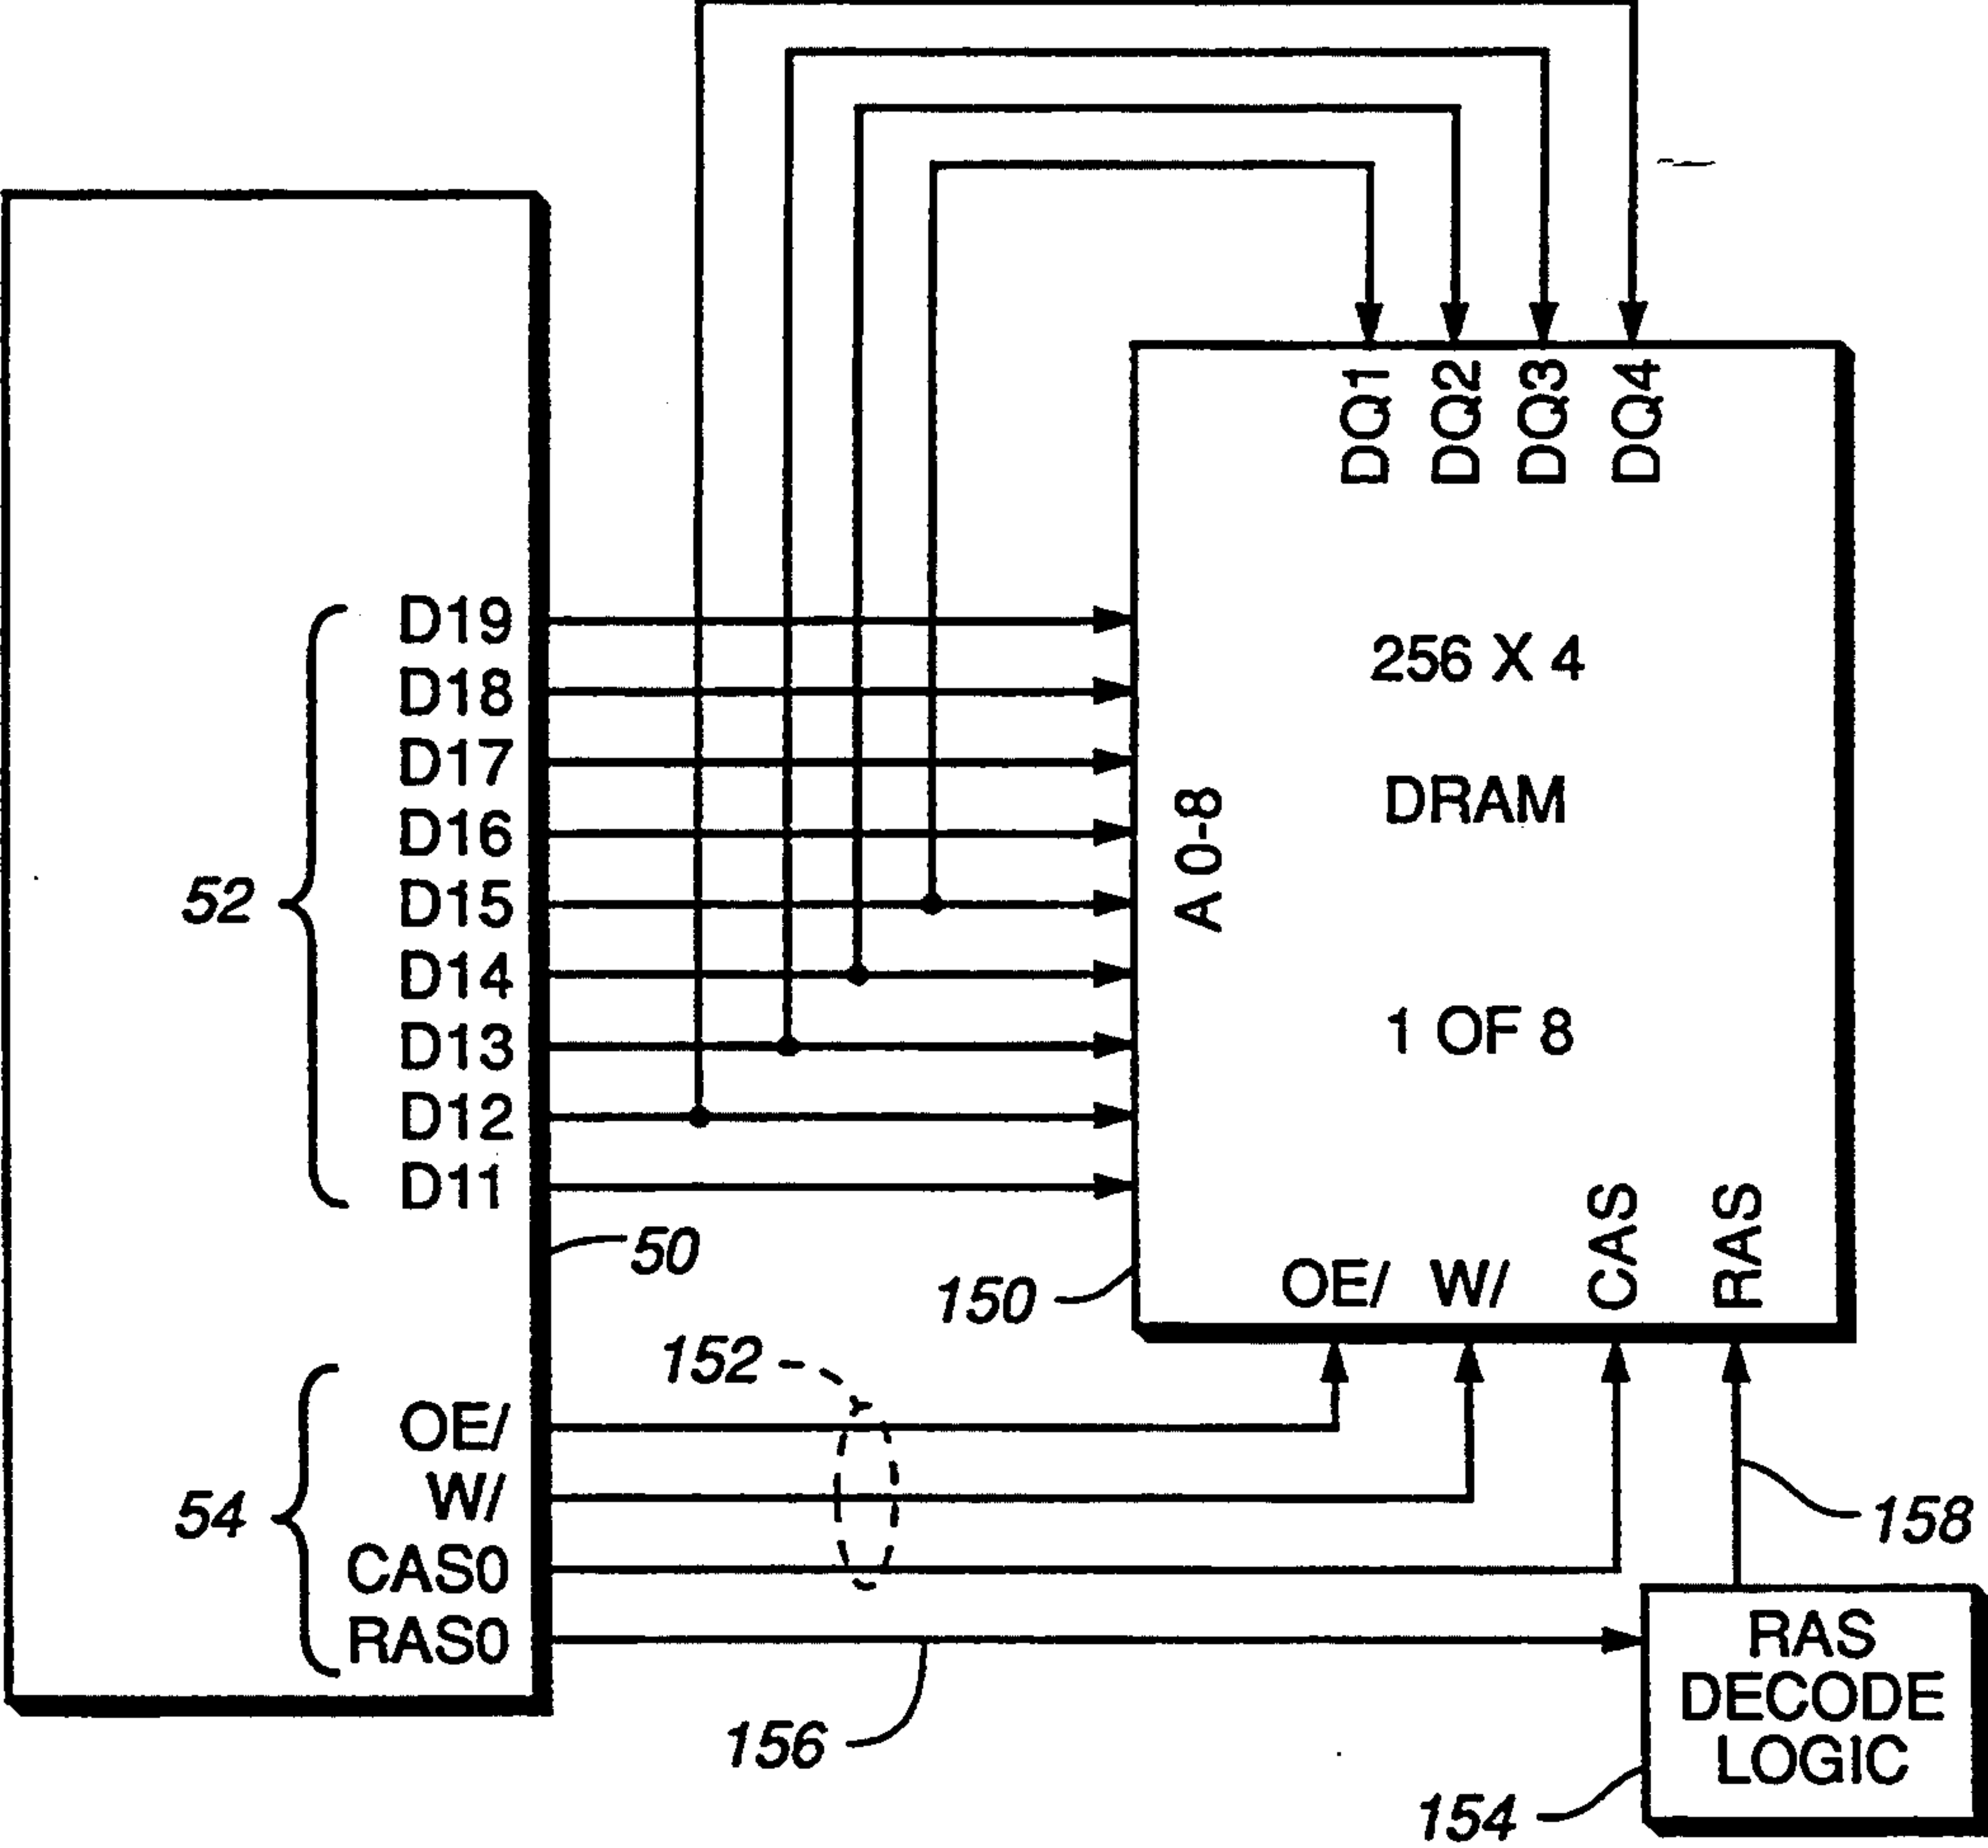 DQ1
DQ2
DQ3
DQ4
D19
D18
D17
D16
D15
D14
D13
D12
D11
52
A 0-8
256 X 4
DRAM
1 OF 8
50
150
OE/
W/
CAS
RAS
152
54
OE/
W/
CAS0
RAS0
156
158
RAS
DECODE
LOGIC
154